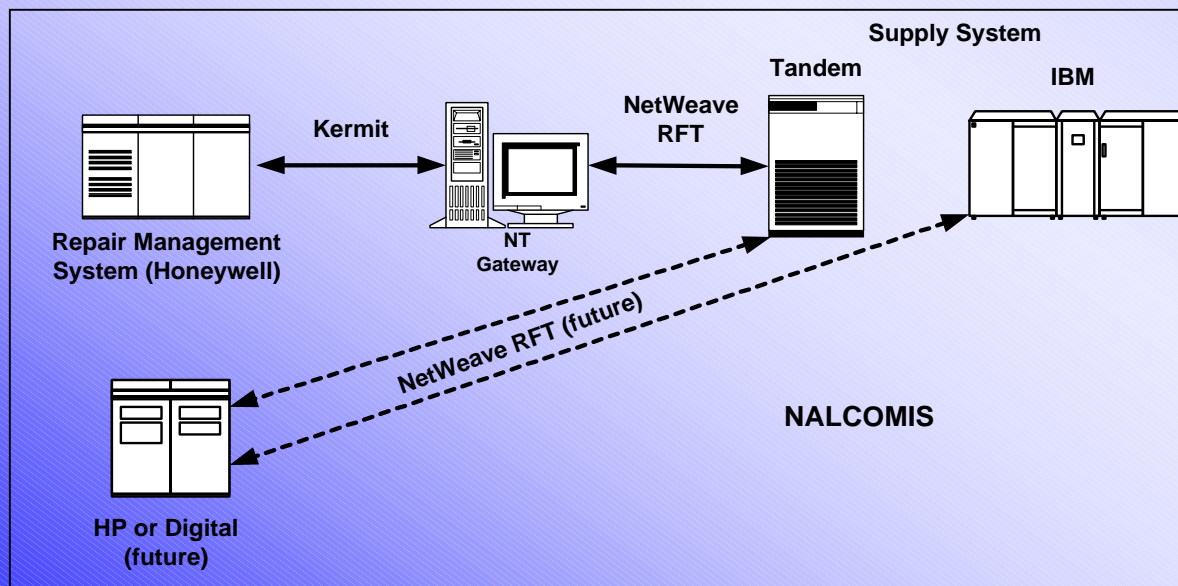 Supply System
Tandem
IBM
NetWeave
RFT
Kermit
Repair Management
System (Honeywell)
NT
Gateway
NetWeave RFT (future)
NALCOMIS
HP or Digital
(future)